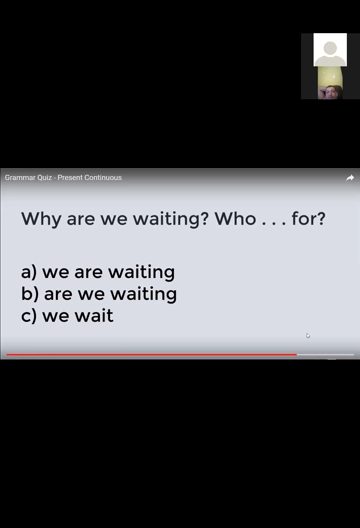 Grammar Quiz - Present Continuous
Why are we waiting? Who . . . for?
a) we are waiting
b) are we waiting
c) we wait